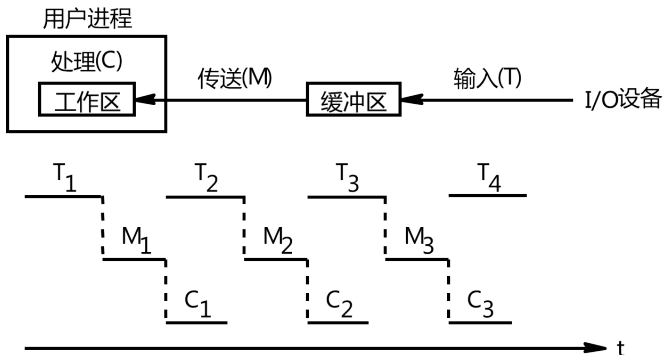 用户进程
处理(C)
传送(M)
输入(T)
工作区
缓冲区
I/O设备
T1
T2
T3
T4
M1
M2
M3
C1
C2
C3
t